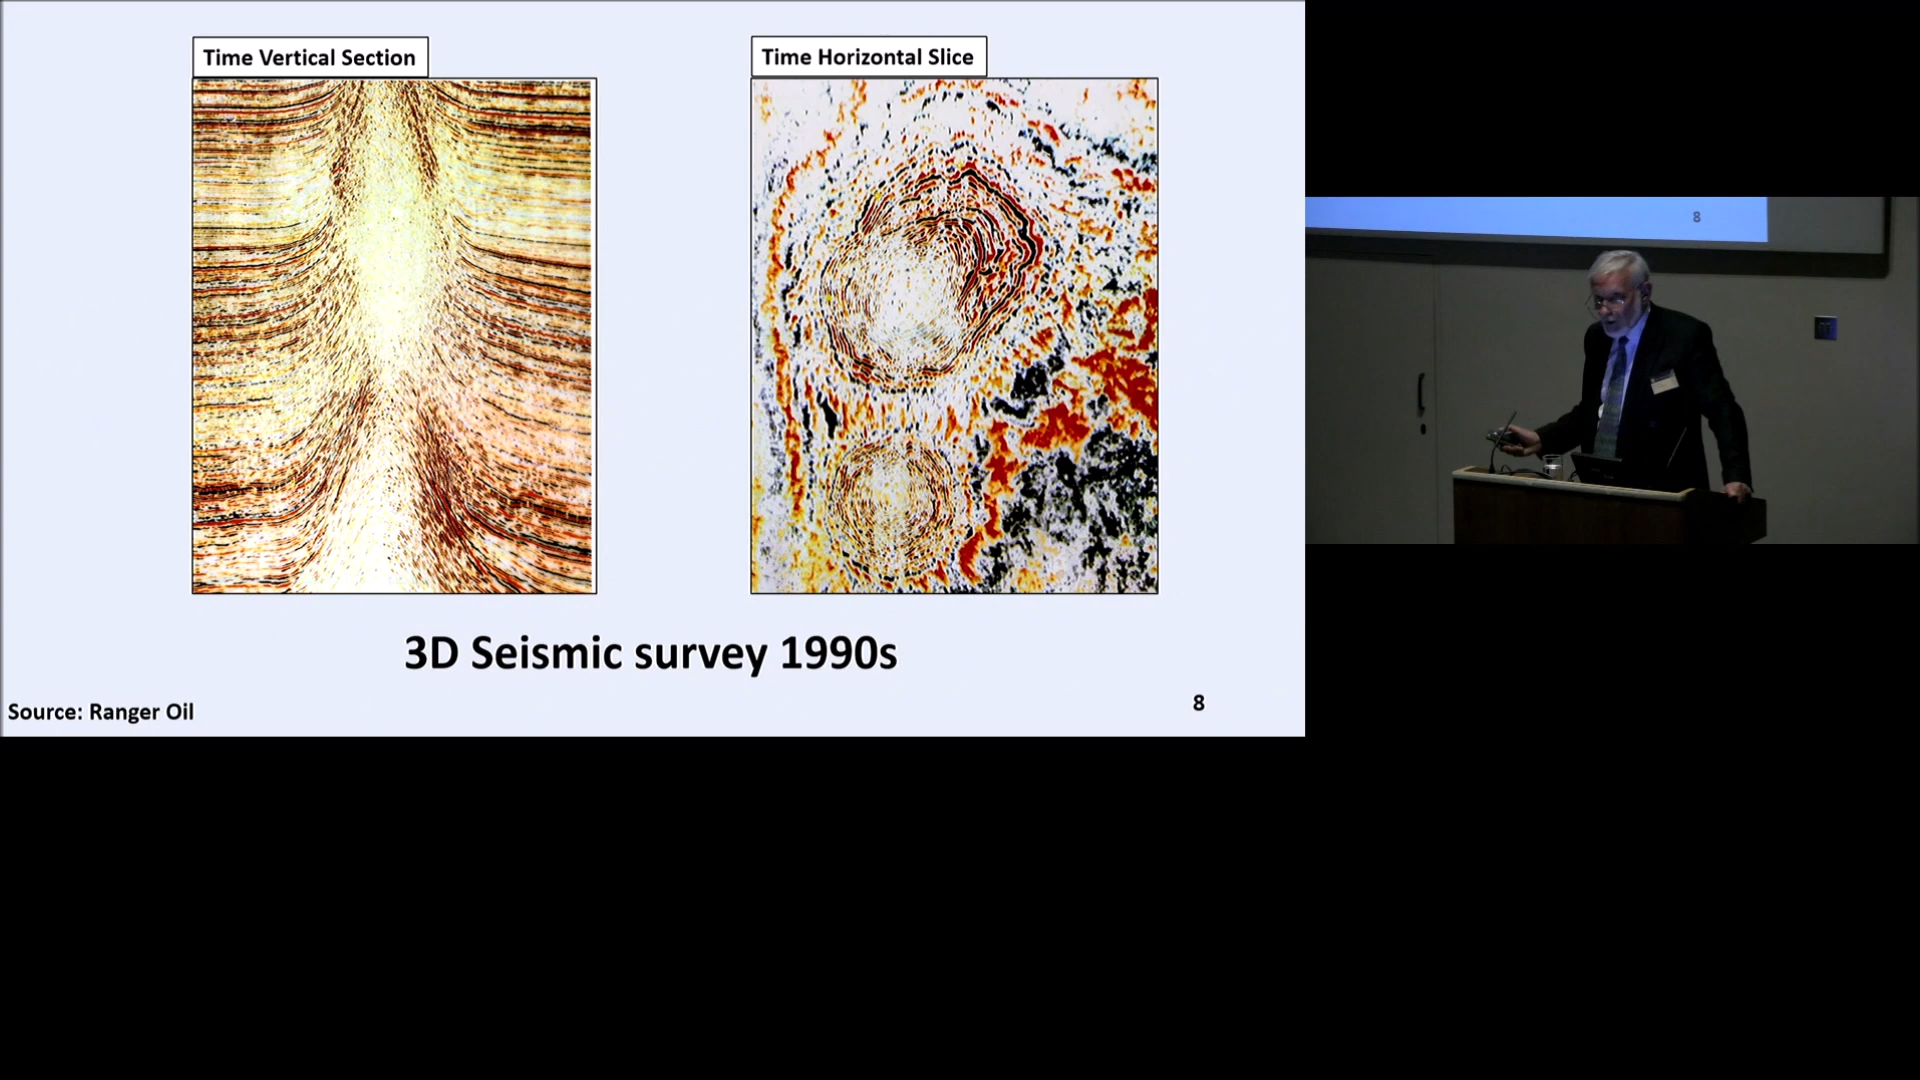 Time Vertical Section
Time Horizontal Slice
3D Seismic survey 1990s
Source: Ranger Oil
8
8